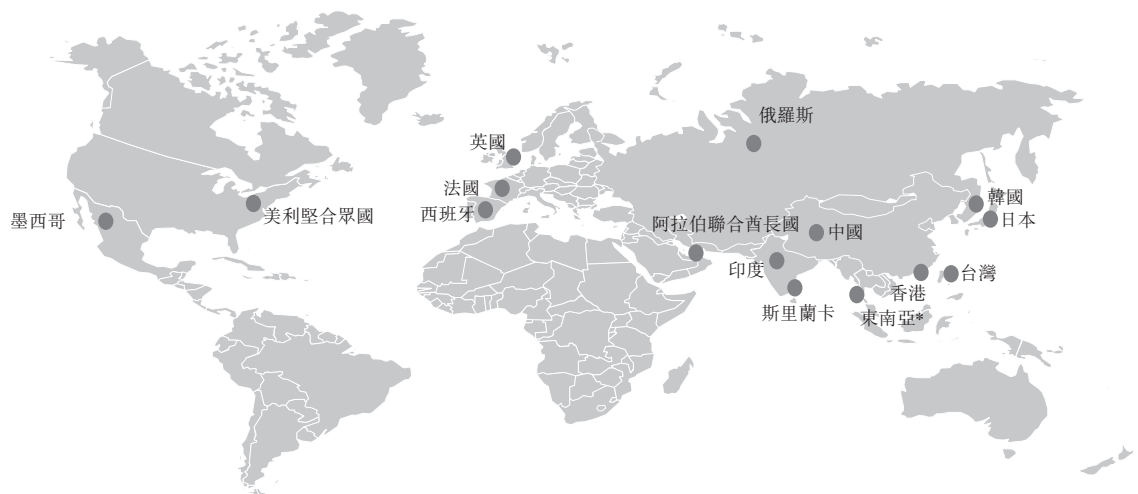 俄羅斯
英國
法國
西班牙
墨西哥
美利堅合眾國
韓國
日本
阿拉伯聯合酋長國
中國
印度
台灣
香港
斯里蘭卡
東南亞*